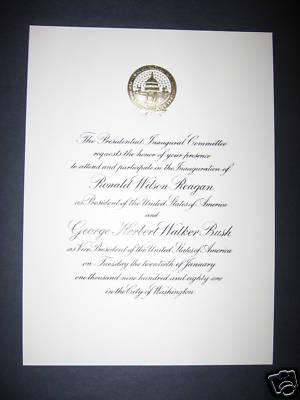 The Presidential Inaugural Committee
requests the honor of your presence
to attend and participate in the Inauguration of
Ronald Wilson Reagan
as President of the United States of America
and
George Herbert Walker Bush
as Vice President of the United States of America
on Tuesday the twentieth of January
one thousand nine hundred and eighty one
in the City of Washington